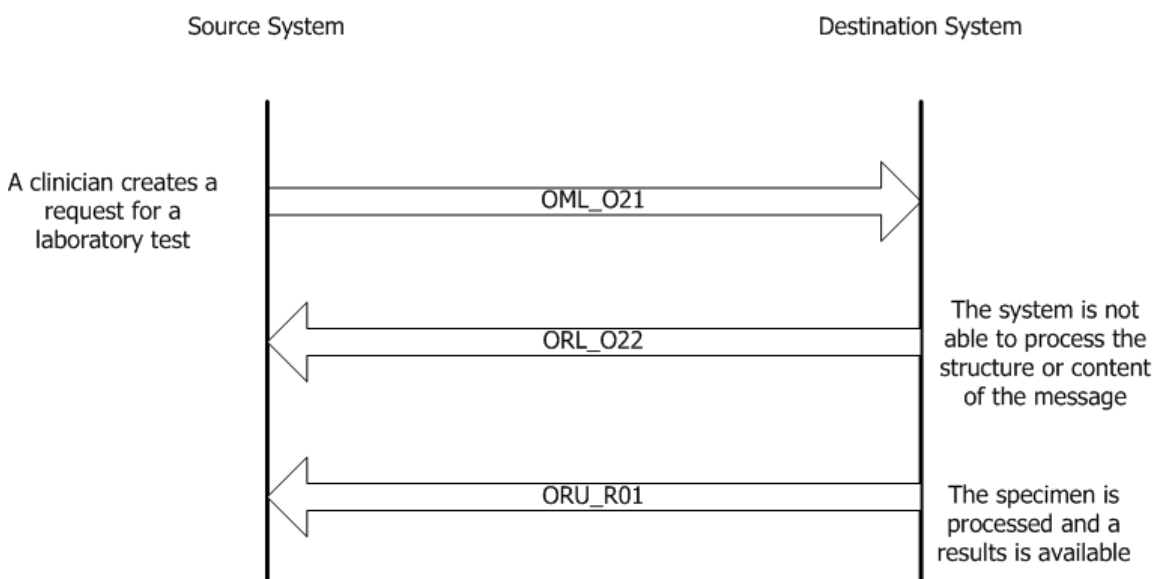 Source System
Destination System
A clinician creates a
request for a
laboratory test
OML_O21
ORL_O22
The system is not
able to process the
structure or content
of the message
ORU_R01
The specimen is
processed and a
results is available